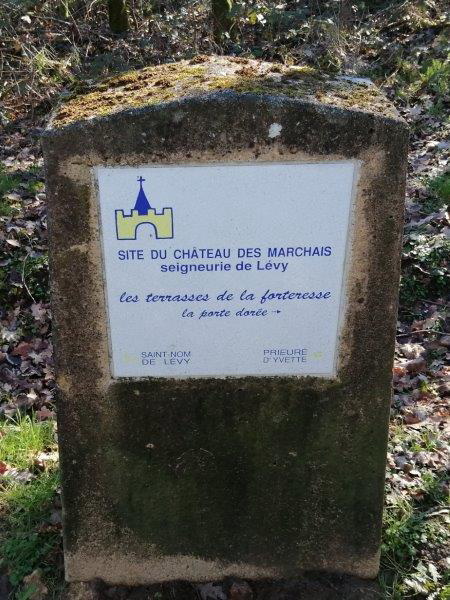 SITE DU CHÂTEAU DES MARCHAIS
seigneurie de Lévy
les terrasses de la forteresse
la porte dorée →
SAINT-NOM
DE LÉVY
PRIEURÉ
D'YVETTE